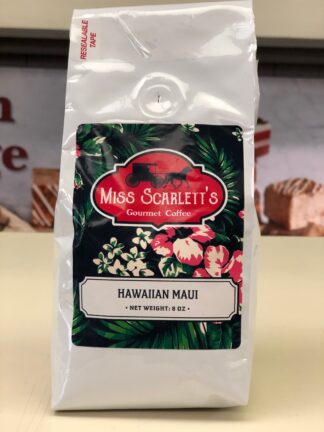 RESEALABLE
TAPE
MISS SCARLETT'S
Gourmet Coffee
HAWAIIAN MAUI
• NET WEIGHT: 8 OZ •